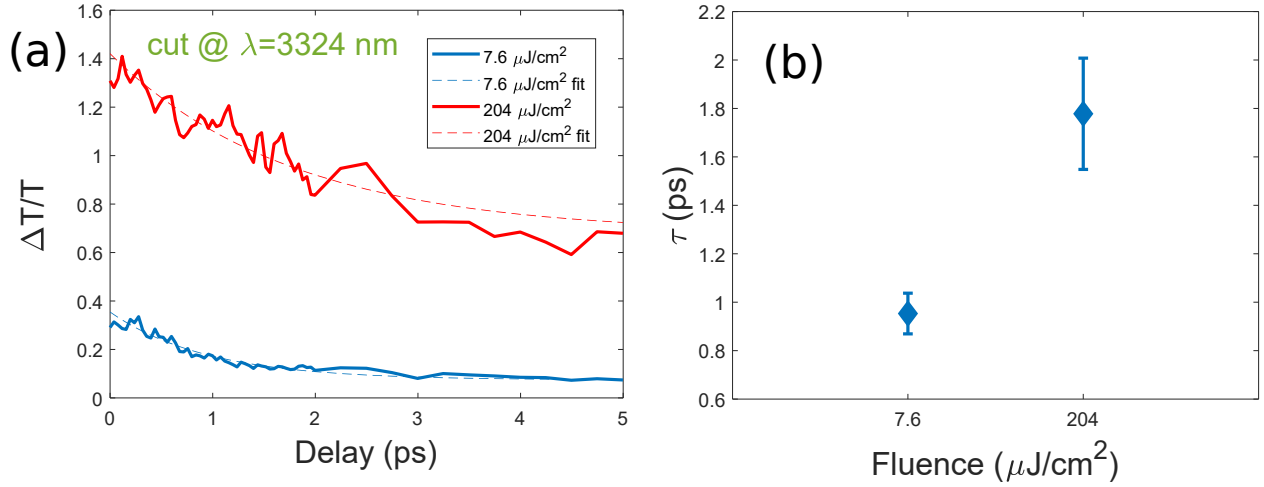 (a)
cut @ λ=3324 nm
7.6 μJ/cm²
7.6 μJ/cm² fit
204 μJ/cm²
204 μJ/cm² fit
1.6
1.4
1.2
1
0.8
0.6
0.4
0.2
0
ΔT/T
0 1 2 3 4 5
Delay (ps)
(b)
2.2
2
1.8
1.6
1.4
1.2
1
0.8
0.6
τ (ps)
7.6 204
Fluence (μJ/cm²)